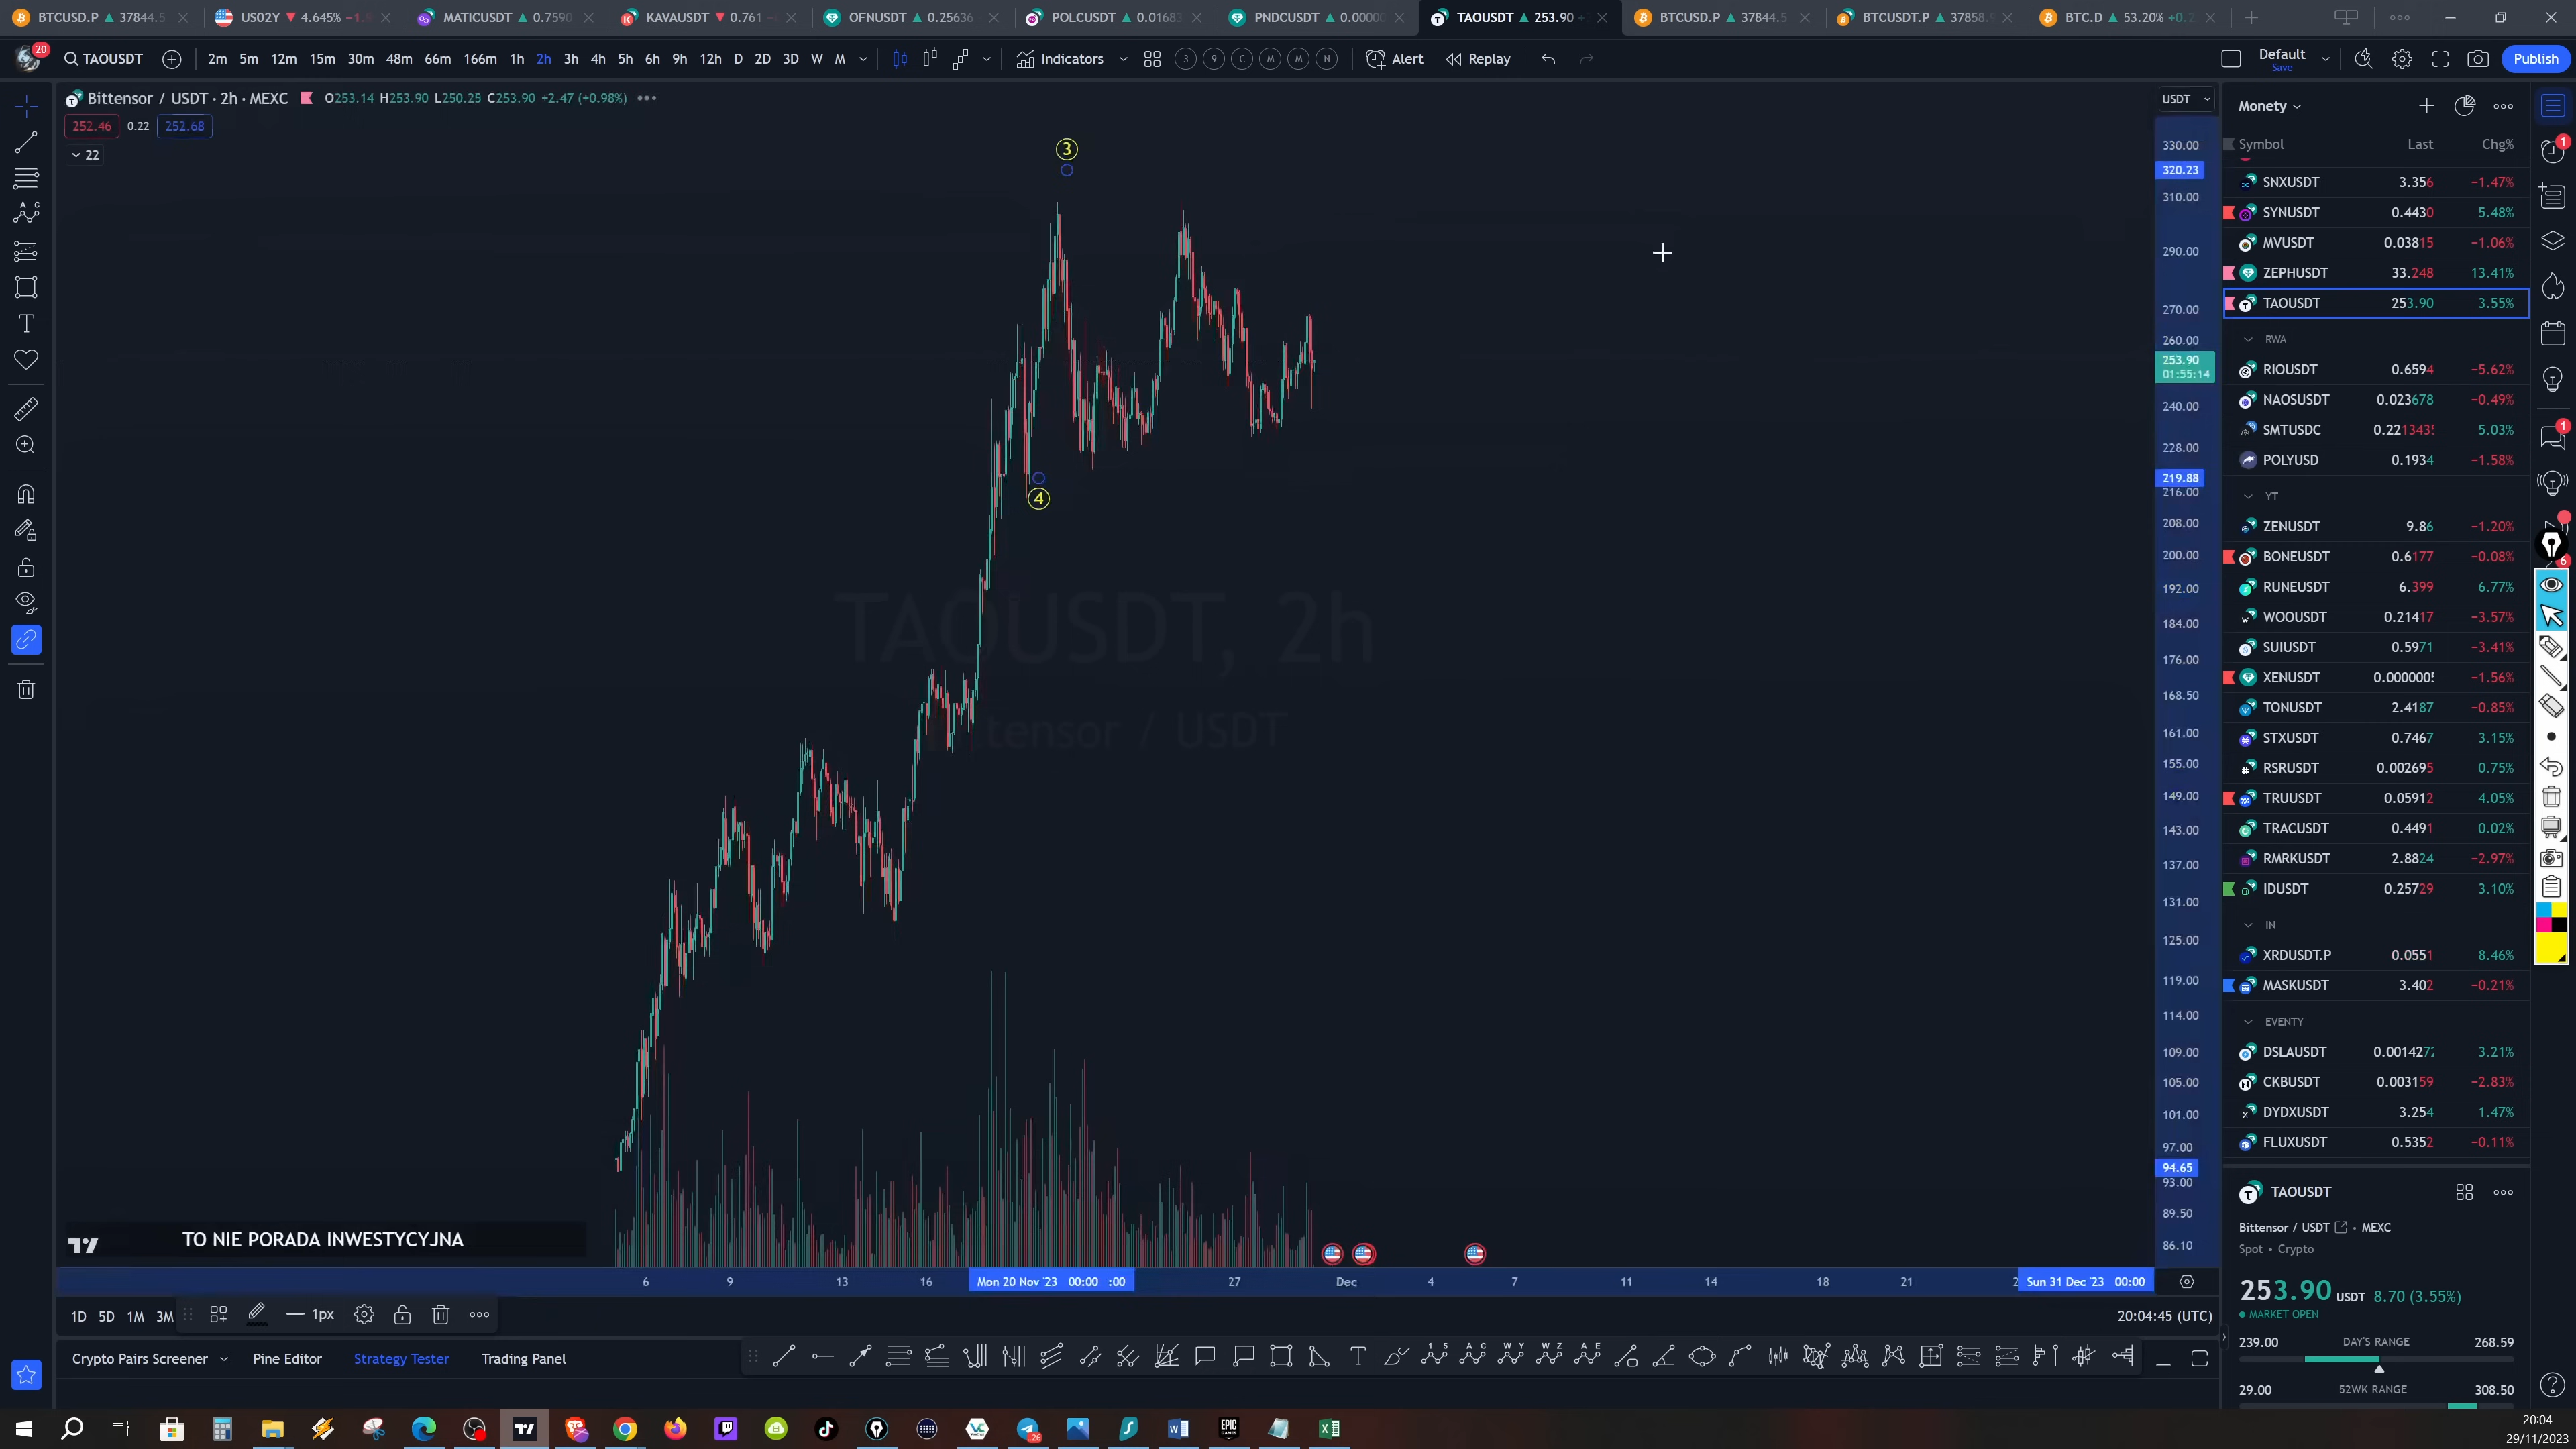 BTCUSD.P ▲ 37844.5
US02Y ▼ 4.645%
MATICUSDT ▲ 0.7590
KAVAUSDT ▼ 0.761
OFNUSDT ▲ 0.25636
POLCUSDT ▲ 0.01683
PNDCUSDT ▲ 0.0000
TAOUSDT ▲ 253.90
BTCUSD.P ▲ 37844.5
BTCUSDT.P ▲ 37858.
BTC.D ▲ 53.20%
20
TAOUSDT
2m 5m 12m 15m 30m 48m 66m 166m 1h 2h 3h 4h 5h 6h 9h 12h D 2D 3D W M
Indicators
3 9 C M M N
Alert
Replay
Default
Save
Publish
Bittensor / USDT · 2h · MEXC
O253.14 H253.90 L250.25 C253.90 +2.47 (+0.98%)
252.46 0.22 252.68
22
3
4
TAOUSDT, 2h
Bittensor / USDT
USDT
330.00
320.23
310.00
290.00
270.00
260.00
253.90
01:55:14
240.00
228.00
219.88
216.00
208.00
200.00
192.00
184.00
176.00
168.50
161.00
155.00
149.00
143.00
137.00
131.00
125.00
119.00
114.00
109.00
105.00
101.00
97.00
94.65
93.00
89.50
86.10
TO NIE PORADA INWESTYCYJNA
6 9 13 16 Mon 20 Nov '23 00:00 :00 27 Dec 4 7 11 14 18 21 Sun 31 Dec '23 00:00
1D 5D 1M 3M
1px
20:04:45 (UTC)
Crypto Pairs Screener
Pine Editor
Strategy Tester
Trading Panel
Monety
Symbol Last Chg%
SNXUSDT 3.356 −1.47%
SYNUSDT 0.4430 5.48%
MVUSDT 0.03815 −1.06%
ZEPHUSDT 33.248 13.41%
TAOUSDT 253.90 3.55%
RWA
RIOUSDT 0.6594 −5.62%
NAOSUSDT 0.023678 −0.49%
SMTUSDC 0.221343 5.03%
POLYUSD 0.1934 −1.58%
YT
ZENUSDT 9.86 −1.20%
BONEUSDT 0.6177 −0.08%
RUNEUSDT 6.399 6.77%
WOOUSDT 0.21417 −3.57%
SUIUSDT 0.5971 −3.41%
XENUSDT 0.000000 −1.56%
TONUSDT 2.4187 −0.85%
STXUSDT 0.7467 3.15%
RSRUSDT 0.002695 0.75%
TRUUSDT 0.05912 4.05%
TRACUSDT 0.4491 0.02%
RMRKUSDT 2.8824 −2.97%
IDUSDT 0.25729 3.10%
IN
XRDUSDT.P 0.0551 8.46%
MASKUSDT 3.402 −0.21%
EVENTY
DSLAUSDT 0.001427 3.21%
CKBUSDT 0.003159 −2.83%
DYDXUSDT 3.254 1.47%
FLUXUSDT 0.5352 −0.11%
TAOUSDT
Bittensor / USDT · MEXC
Spot · Crypto
253.90 USDT 8.70 (3.55%)
MARKET OPEN
239.00 DAY'S RANGE 268.59
29.00 52WK RANGE 308.50
1
1
6
20:04
29/11/2023